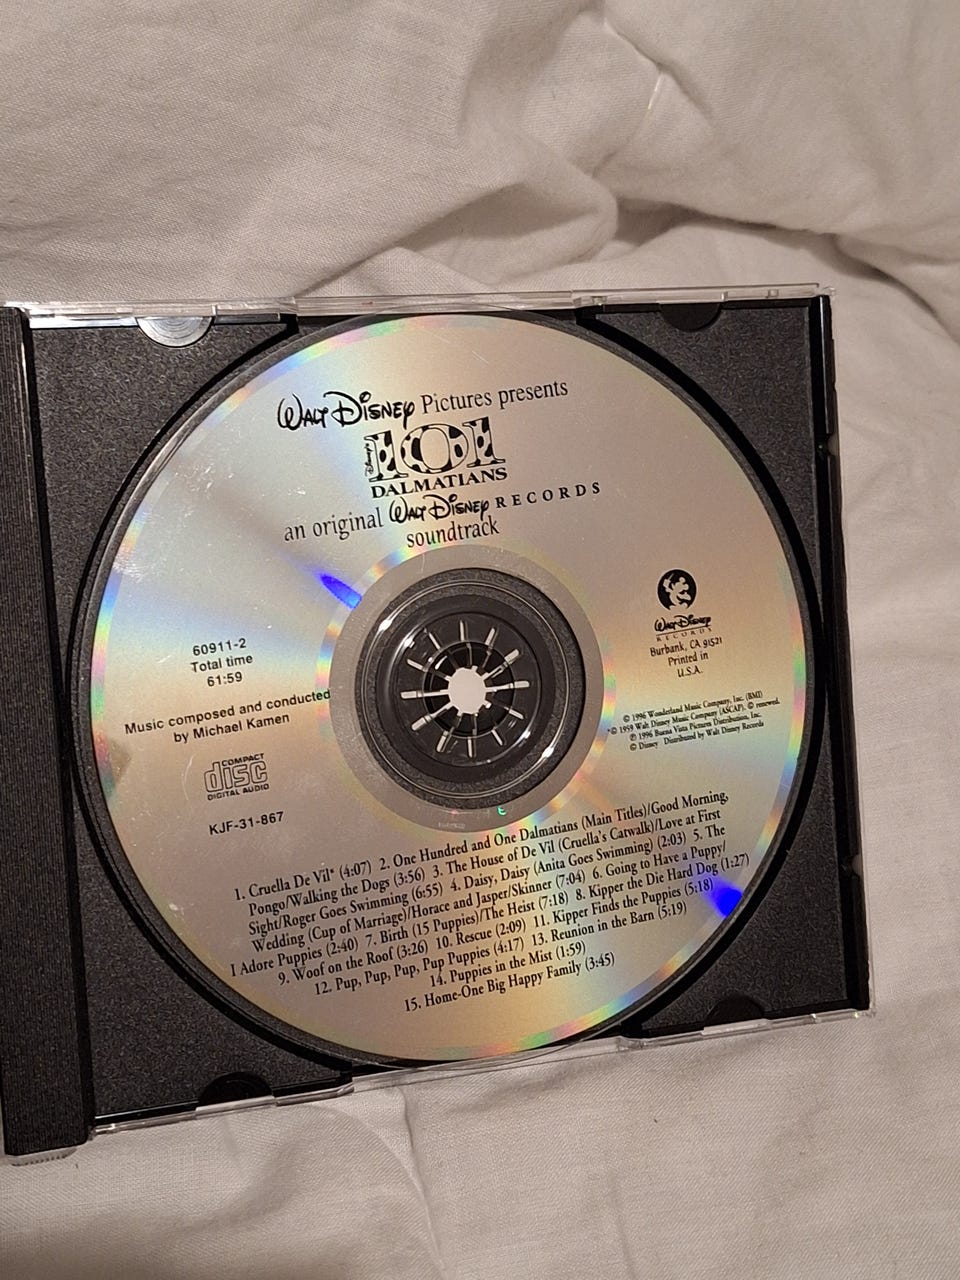 WALT DISNEY Pictures presents
Disney's
101
DALMATIANS
an original WALT DISNEY RECORDS
soundtrack
60911-2
Total time
61:59
Music composed and conducted
by Michael Kamen
COMPACT
disc
DIGITAL AUDIO
KJF-31-867
WALT DISNEY
RECORDS
Burbank, CA 91521
Printed in
U.S.A.
© 1996 Wonderland Music Company, Inc. (BMI)
*© 1959 Walt Disney Music Company (ASCAP). © renewed.
℗ 1996 Buena Vista Pictures Distribution, Inc.
© Disney Distributed by Walt Disney Records
1. Cruella De Vil* (4:07) 2. One Hundred and One Dalmatians (Main Titles)/Good Morning,
Pongo/Walking the Dogs (3:56) 3. The House of De Vil (Cruella's Catwalk)/Love at First
Sight/Roger Goes Swimming (6:55) 4. Daisy, Daisy (Anita Goes Swimming) (2:03) 5. The
Wedding (Cup of Marriage)/Horace and Jasper/Skinner (7:04) 6. Going to Have a Puppy/
I Adore Puppies (2:40) 7. Birth (15 Puppies)/The Heist (7:18) 8. Kipper the Die Hard Dog (1:27)
9. Woof on the Roof (3:26) 10. Rescue (2:09) 11. Kipper Finds the Puppies (5:18)
12. Pup, Pup, Pup, Pup Puppies (4:17) 13. Reunion in the Barn (5:19)
14. Puppies in the Mist (1:59)
15. Home-One Big Happy Family (3:45)